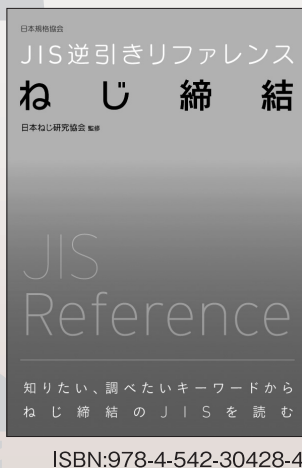 日本規格協会
JIS逆引きリファレンス
ねじ締結
日本ねじ研究協会 監修
JIS
Reference
知りたい、調べたいキーワードから
ねじ締結のJISを読む
ISBN:978-4-542-30428-4